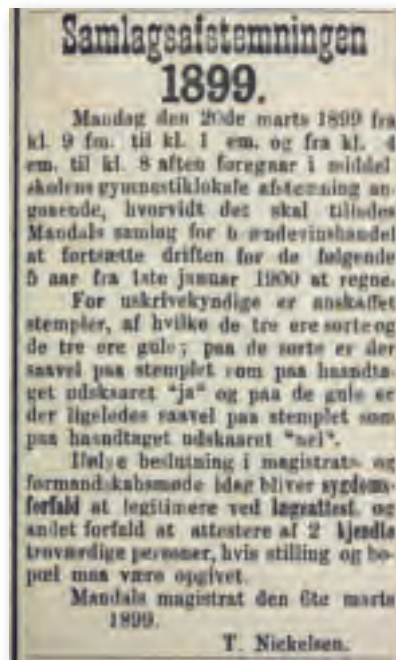 Samlagsafstemningen
1899.
Mandag den 20de marts 1899 fra
kl. 9 fm. til kl. 1 em. og fra kl. 4
em. til kl. 8 aften foregaar i middel
skolens gymnastiklokale afstemning an-
gaaende, hvorvidt det skal tillades
Mandals samlag for brændevinshandel
at fortsætte driften for de følgende
5 aar fra 1ste januar 1900 at regne.
For uskrivekyndige er anskaffet
stempler, af hvilke de tre ere sorte og
de tre ere gule; paa de sorte er der
saavel paa stemplet som paa haandta-
get udskaaret "ja" og paa de gule er
der ligeledes saavel paa stemplet som
paa haandtaget udskaaret "nei".
Ifølge beslutning i magistrats- og
formandskabsmøde idag bliver sygdoms-
forfald at legitimere ved lægeattest og
andet forfald at attestere af 2 kjendte
troværdige personer, hvis stilling og bo-
pæl maa være opgivet.
Mandals magistrat den 6te marts
1899.
T. Nickelsen.